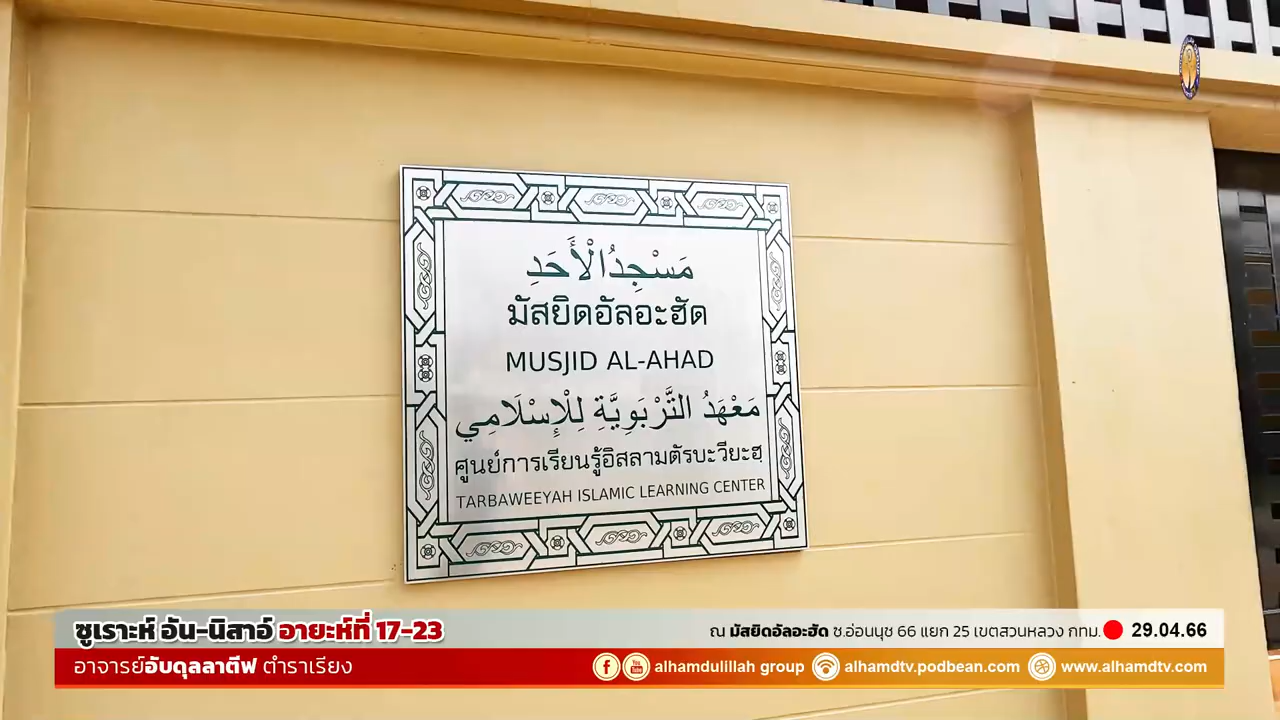 مَسْجِدُ الْأَحَدِ
มัสยิดอัลอะฮัด
MUSJID AL-AHAD
مَعْهَدُ التَّرْبَوِيَّةِ لِلْإِسْلَامِي
ศูนย์การเรียนรู้อิสลามตัรบะวียะฮฺ
TARBAWEEYAH ISLAMIC LEARNING CENTER
ซูเราะห์ อัน-นิสาอ์ อายะห์ที่ 17-23
ณ มัสยิดอัลอะฮัด ซ.อ่อนนุช 66 แยก 25 เขตสวนหลวง กทม. 29.04.66
อาจารย์อับดุลลาตีฟ ตำราเรียง
alhamdulillah group alhamdtv.podbean.com www.alhamdtv.com